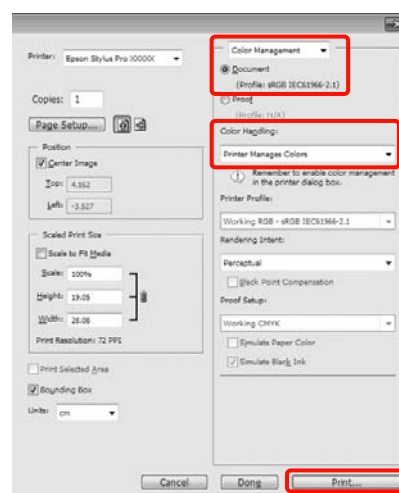 Printer: Epson Stylus Pro XXXXX
Copies: 1
Page Setup...
Position
Center Image
Top: 4.162
Left: -3.527
Scaled Print Size
Scale to Fit Media
Scale: 100%
Height: 19.05
Width: 28.06
Print Resolution: 72 PPI
Print Selected Area
Bounding Box
Units: cm
Cancel
Color Management
Document
(Profile: sRGB IEC61966-2.1)
Proof
(Profile: N/A)
Color Handling:
Printer Manages Colors
Remember to enable color management
in the printer dialog box.
Printer Profile:
Working RGB - sRGB IEC61966-2.1
Rendering Intent:
Perceptual
Black Point Compensation
Proof Setup:
Working CMYK
Simulate Paper Color
Simulate Black Ink
Done
Print...